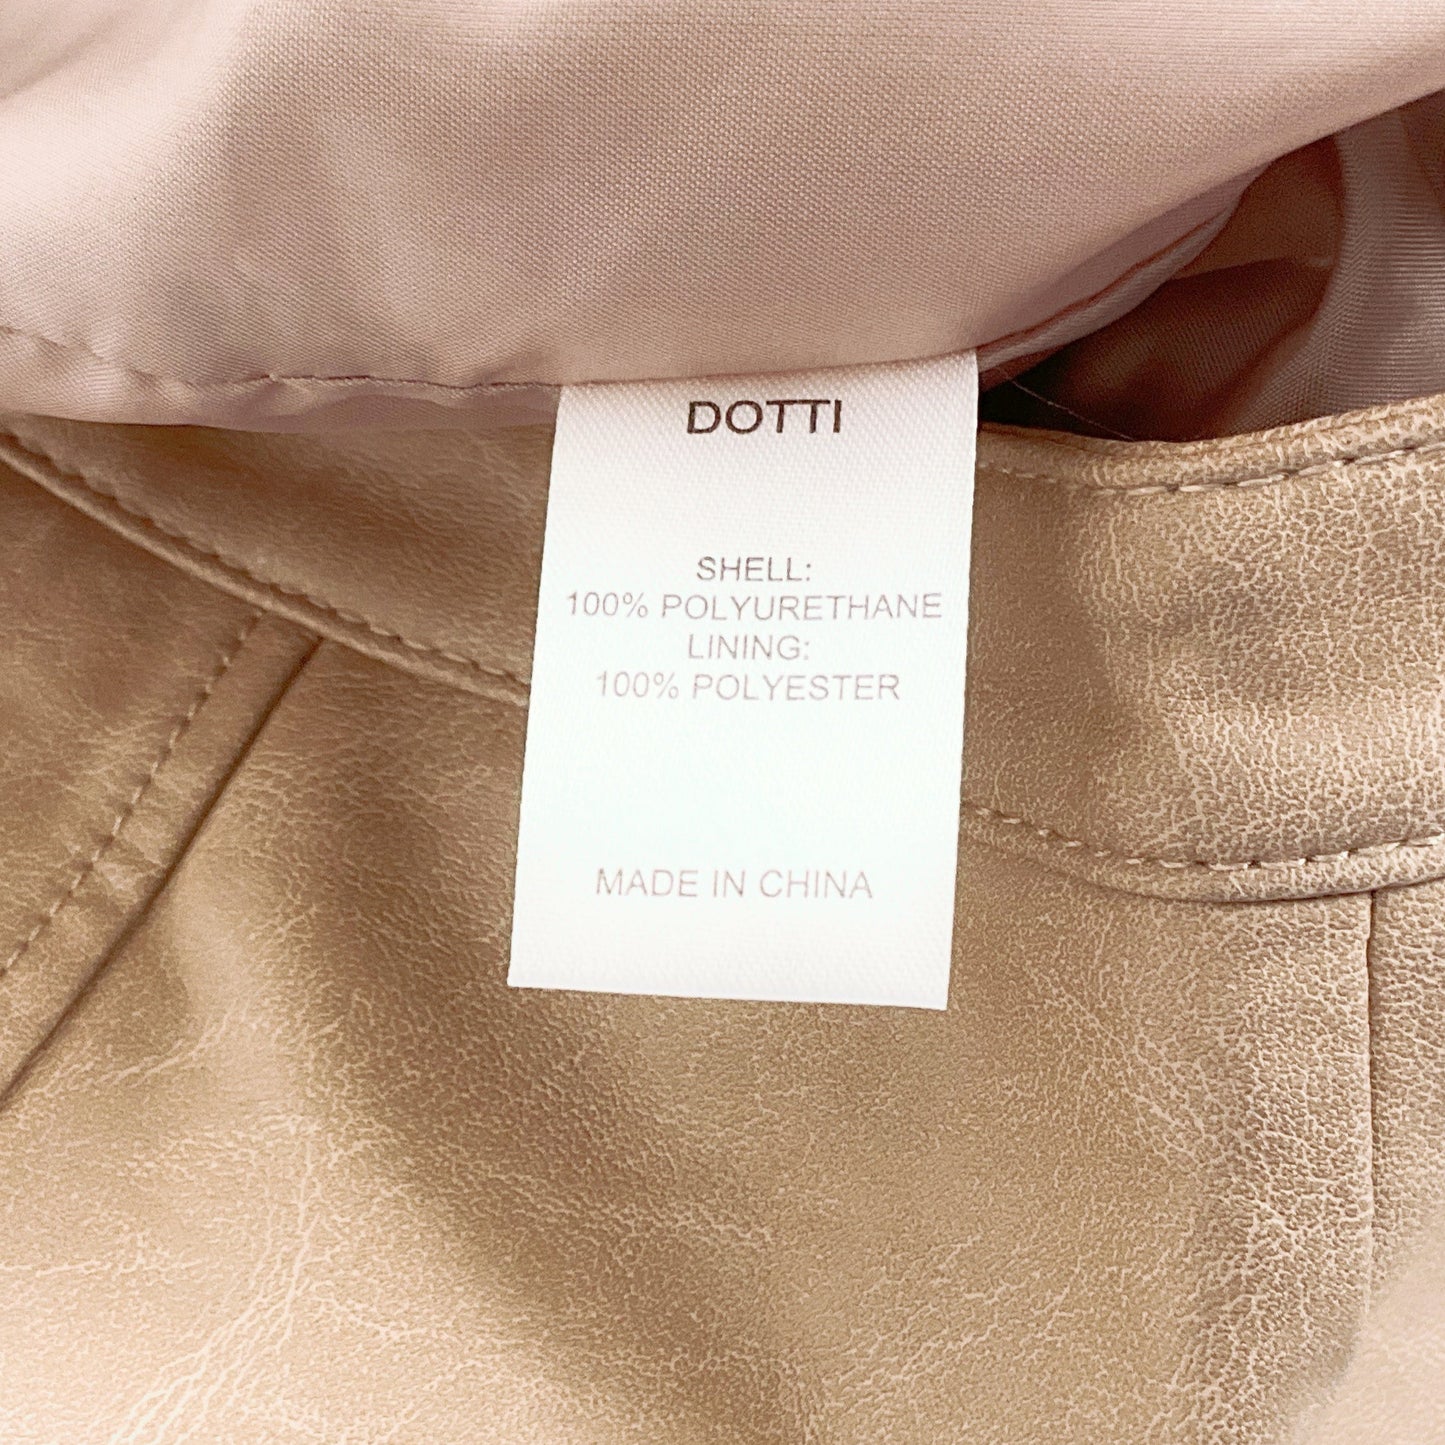 DOTTI
SHELL:
100% POLYURETHANE
LINING:
100% POLYESTER
MADE IN CHINA